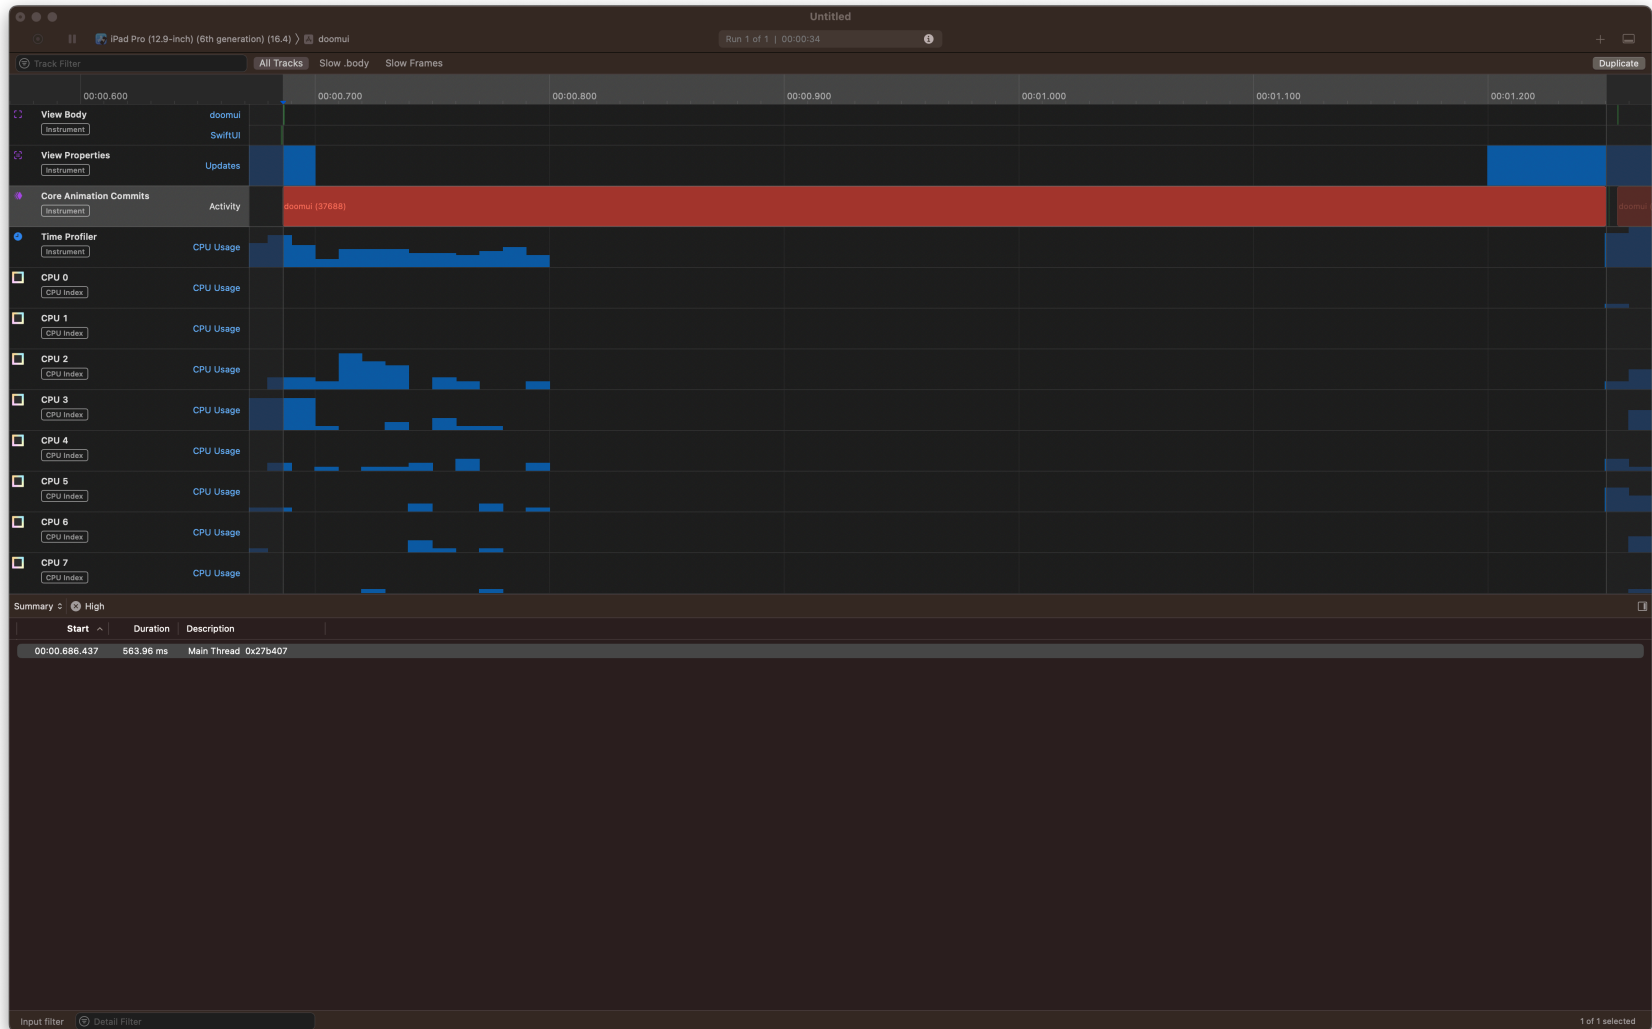 Untitled
iPad Pro (12.9-inch) (6th generation) (16.4) 〉 doomui
Run 1 of 1 | 00:00:34
Track Filter
All Tracks Slow .body Slow Frames
Duplicate
00:00.600 00:00.700 00:00.800 00:00.900 00:01.000 00:01.100 00:01.200
View Body doomui
Instrument
SwiftUI
View Properties
Instrument
Updates
Core Animation Commits
Instrument
Activity
doomui (37688)
doomui (
Time Profiler
Instrument
CPU Usage
CPU 0
CPU Index
CPU Usage
CPU 1
CPU Index
CPU Usage
CPU 2
CPU Index
CPU Usage
CPU 3
CPU Index
CPU Usage
CPU 4
CPU Index
CPU Usage
CPU 5
CPU Index
CPU Usage
CPU 6
CPU Index
CPU Usage
CPU 7
CPU Index
CPU Usage
Summary High
Start Duration Description
00:00.686.437 563.96 ms Main Thread 0x27b407
Input filter Detail Filter
1 of 1 selected